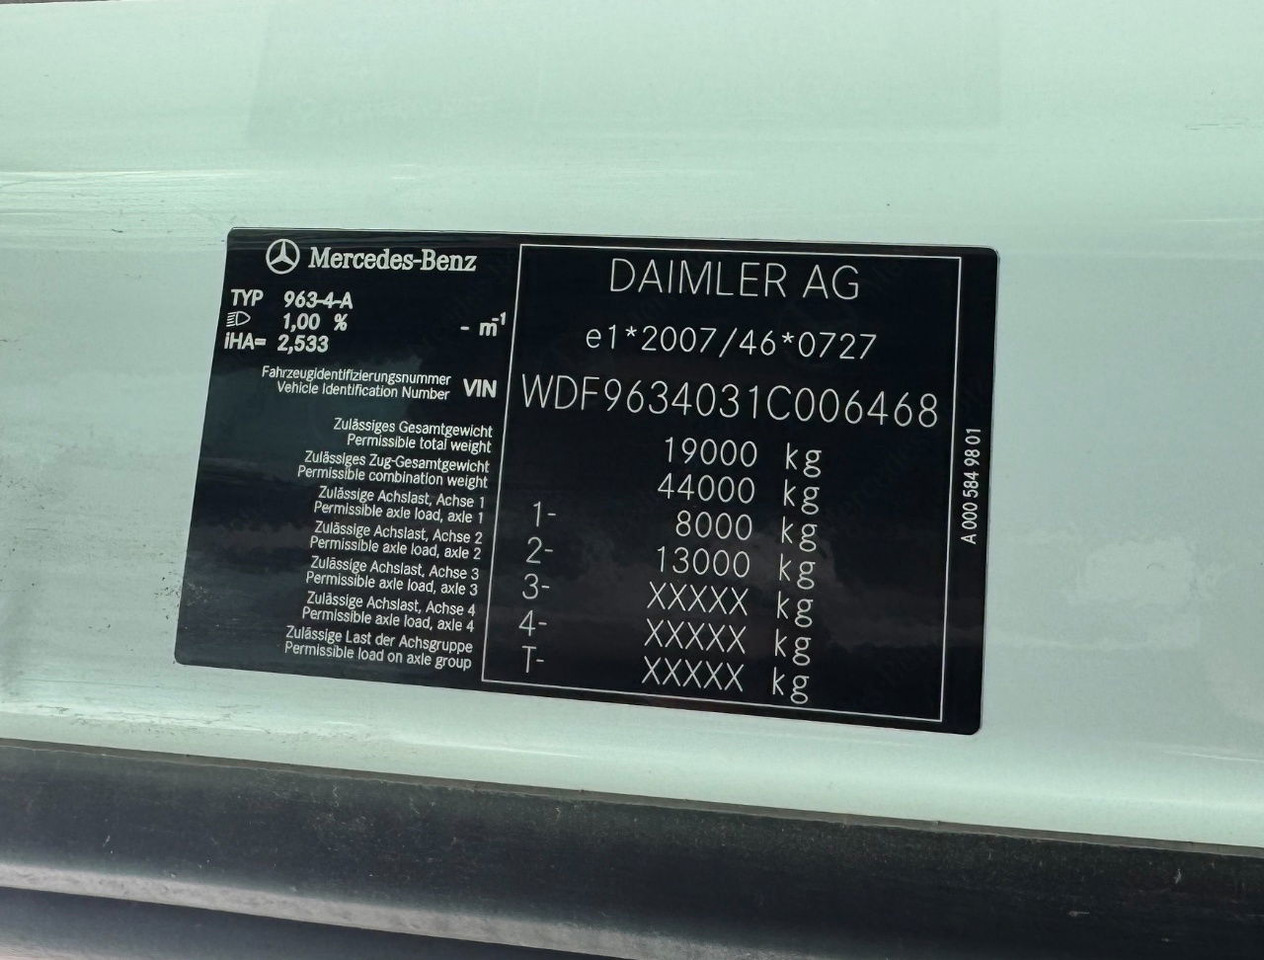 Mercedes-Benz
TYP 963-4-A
1,00 % - m-1
iHA= 2,533
DAIMLER AG
e1*2007/46*0727
Fahrzeugidentifizierungsnummer
Vehicle Identification Number VIN WDF9634031C006468
Zulässiges Gesamtgewicht
Permissible total weight 19000 kg
Zulässiges Zug-Gesamtgewicht
Permissible combination weight 44000 kg
Zulässige Achslast, Achse 1
Permissible axle load, axle 1 1- 8000 kg
Zulässige Achslast, Achse 2
Permissible axle load, axle 2 2- 13000 kg
Zulässige Achslast, Achse 3
Permissible axle load, axle 3 3- XXXXX kg
Zulässige Achslast, Achse 4
Permissible axle load, axle 4 4- XXXXX kg
Zulässige Last der Achsgruppe
Permissible load on axle group T- XXXXX kg
A 000 584 98 01